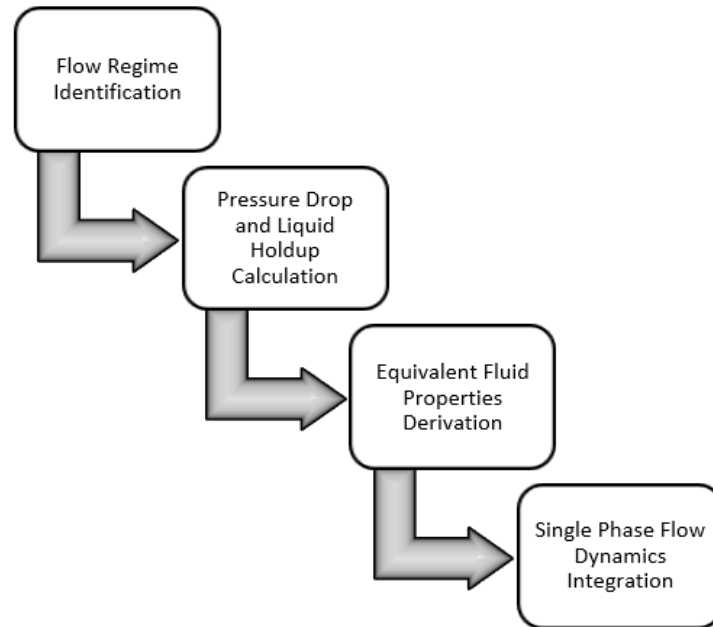 Flow Regime
Identification
Pressure Drop
and Liquid
Holdup
Calculation
Equivalent Fluid
Properties
Derivation
Single Phase Flow
Dynamics
Integration